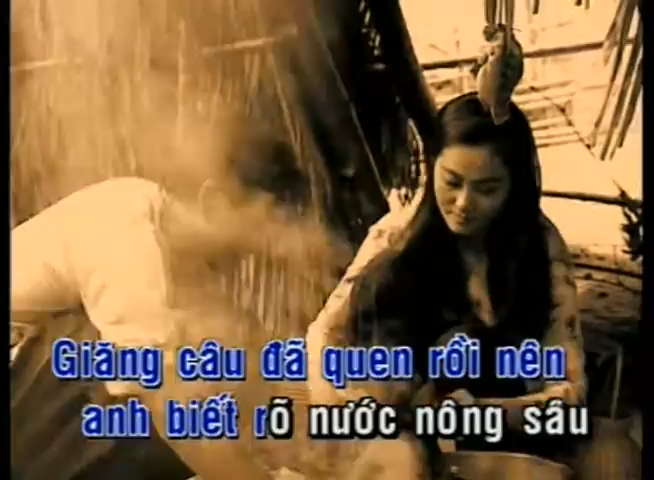 Giăng câu đã quen rồi nên
anh biết rõ nước nông sâu